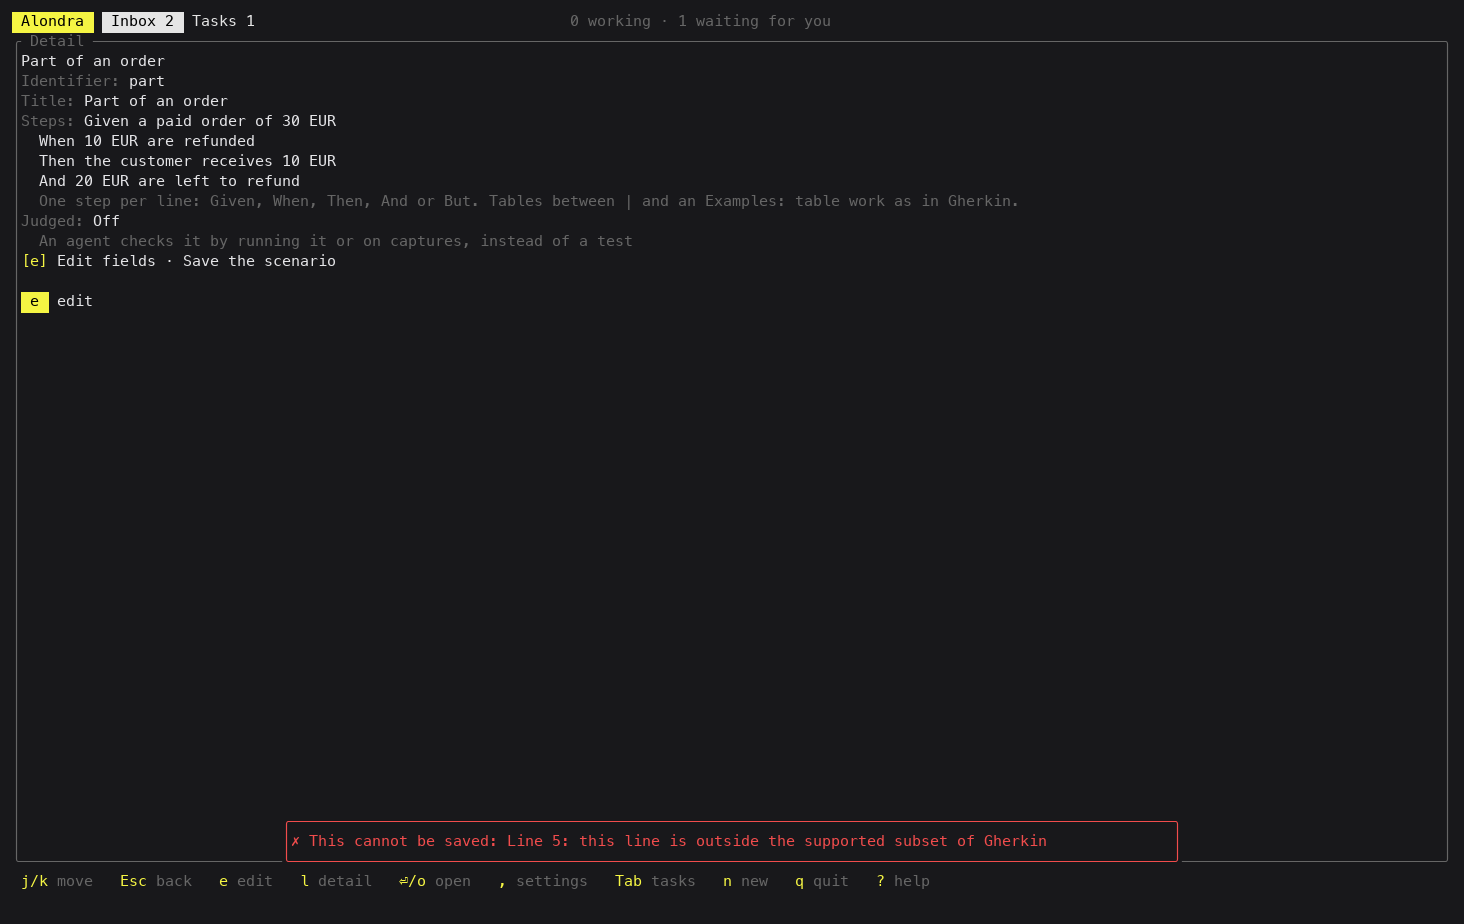 Alondra Inbox 2 Tasks 1 0 working · 1 waiting for you
Detail
Part of an order
Identifier: part
Title: Part of an order
Steps: Given a paid order of 30 EUR
When 10 EUR are refunded
Then the customer receives 10 EUR
And 20 EUR are left to refund
One step per line: Given, When, Then, And or But. Tables between | and an Examples: table work as in Gherkin.
Judged: Off
An agent checks it by running it or on captures, instead of a test
[e] Edit fields · Save the scenario
e edit
✗ This cannot be saved: Line 5: this line is outside the supported subset of Gherkin
j/k move Esc back e edit l detail ⏎/o open , settings Tab tasks n new q quit ? help